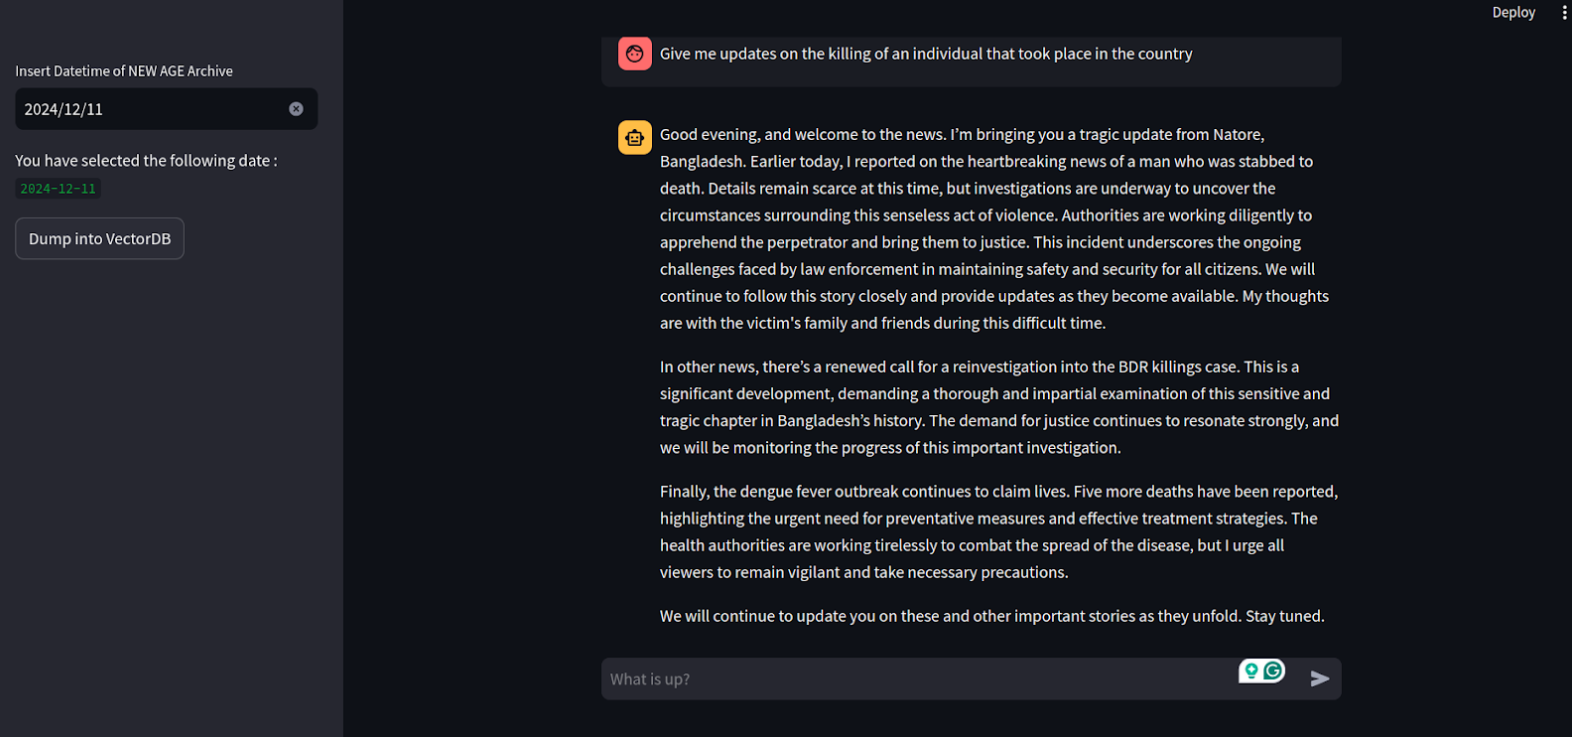 Deploy
Insert Datetime of NEW AGE Archive
2024/12/11
You have selected the following date :
2024-12-11
Dump into VectorDB
Give me updates on the killing of an individual that took place in the country
Good evening, and welcome to the news. I’m bringing you a tragic update from Natore,
Bangladesh. Earlier today, I reported on the heartbreaking news of a man who was stabbed to
death. Details remain scarce at this time, but investigations are underway to uncover the
circumstances surrounding this senseless act of violence. Authorities are working diligently to
apprehend the perpetrator and bring them to justice. This incident underscores the ongoing
challenges faced by law enforcement in maintaining safety and security for all citizens. We will
continue to follow this story closely and provide updates as they become available. My thoughts
are with the victim's family and friends during this difficult time.
In other news, there’s a renewed call for a reinvestigation into the BDR killings case. This is a
significant development, demanding a thorough and impartial examination of this sensitive and
tragic chapter in Bangladesh’s history. The demand for justice continues to resonate strongly, and
we will be monitoring the progress of this important investigation.
Finally, the dengue fever outbreak continues to claim lives. Five more deaths have been reported,
highlighting the urgent need for preventative measures and effective treatment strategies. The
health authorities are working tirelessly to combat the spread of the disease, but I urge all
viewers to remain vigilant and take necessary precautions.
We will continue to update you on these and other important stories as they unfold. Stay tuned.
What is up?